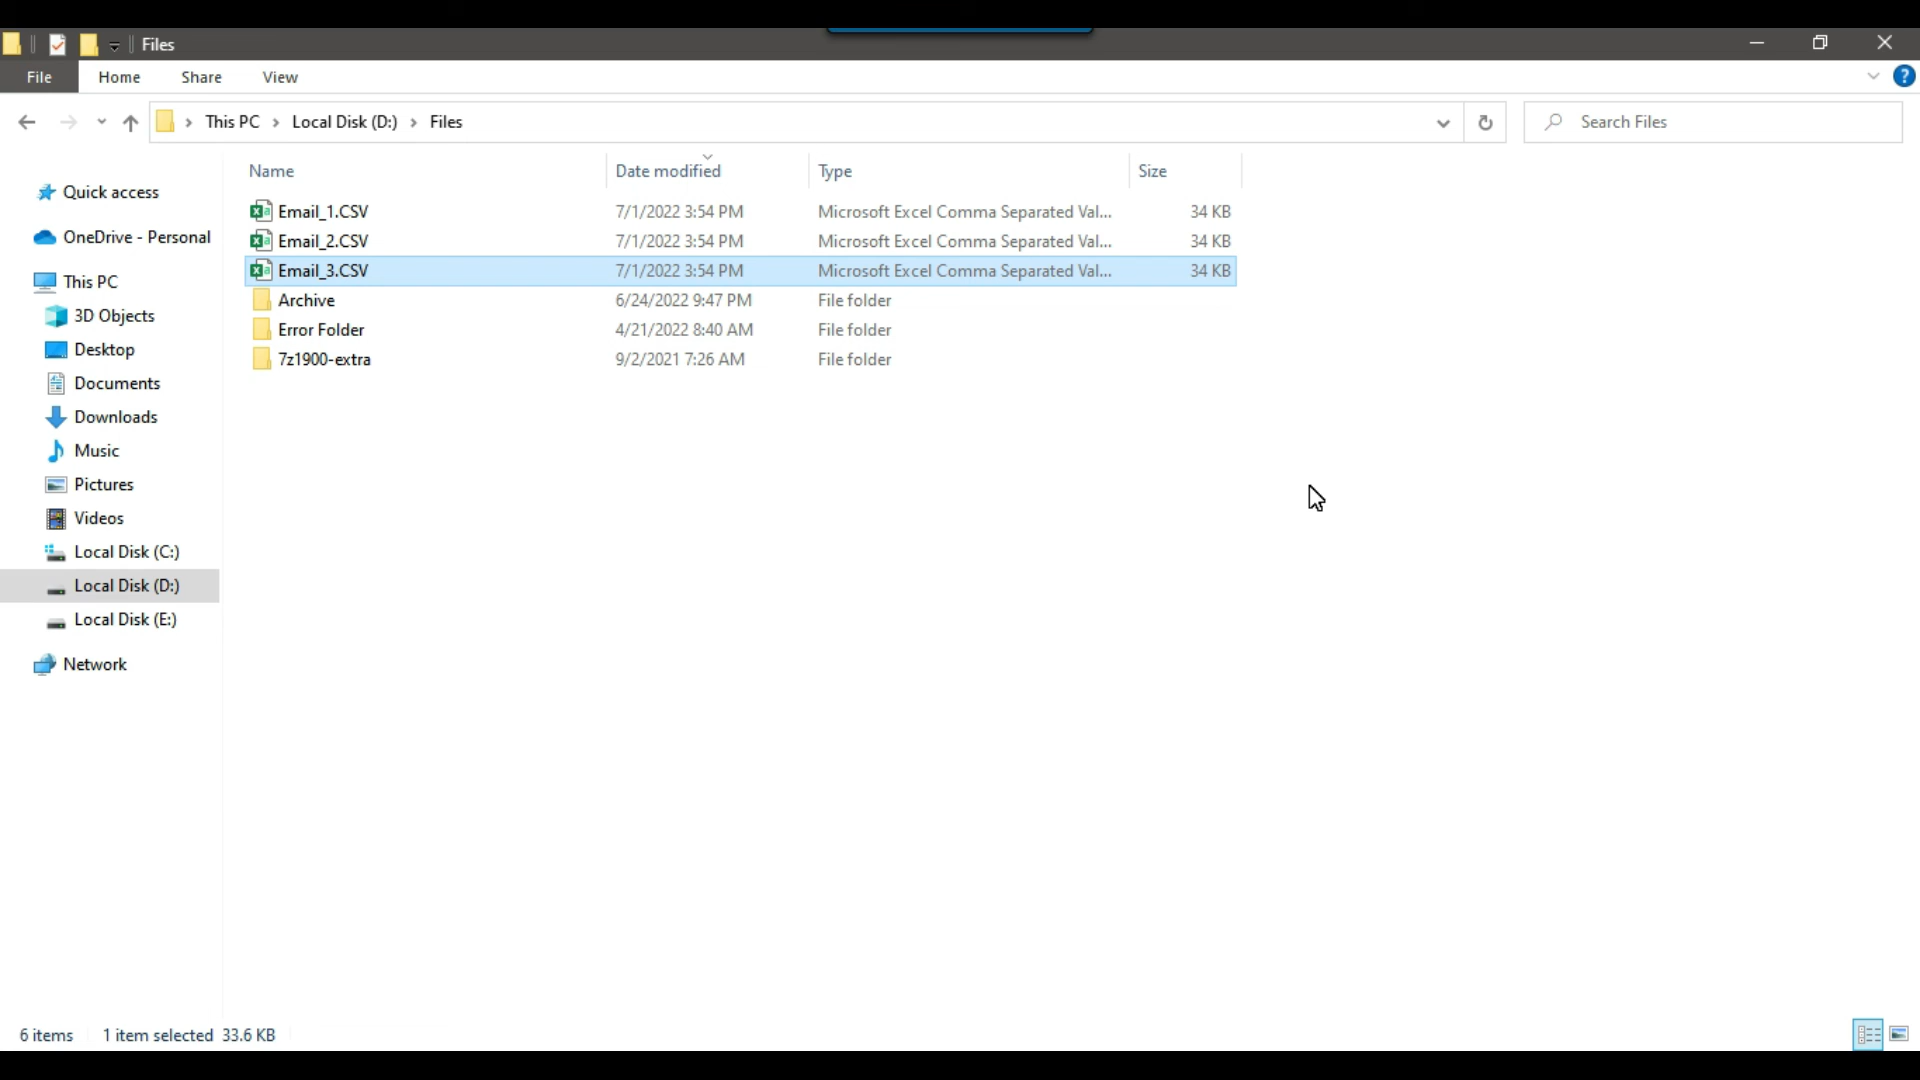 Files
File Home Share View
This PC Local Disk (D:) Files Search Files
Name Date modified Type Size
Quick access
OneDrive - Personal
This PC
3D Objects
Desktop
Documents
Downloads
Music
Pictures
Videos
Local Disk (C:)
Local Disk (D:)
Local Disk (E:)
Network
Email_1.CSV 7/1/2022 3:54 PM Microsoft Excel Comma Separated Val... 34 KB
Email_2.CSV 7/1/2022 3:54 PM Microsoft Excel Comma Separated Val... 34 KB
Email_3.CSV 7/1/2022 3:54 PM Microsoft Excel Comma Separated Val... 34 KB
Archive 6/24/2022 9:47 PM File folder
Error Folder 4/21/2022 8:40 AM File folder
7z1900-extra 9/2/2021 7:26 AM File folder
6 items 1 item selected 33.6 KB